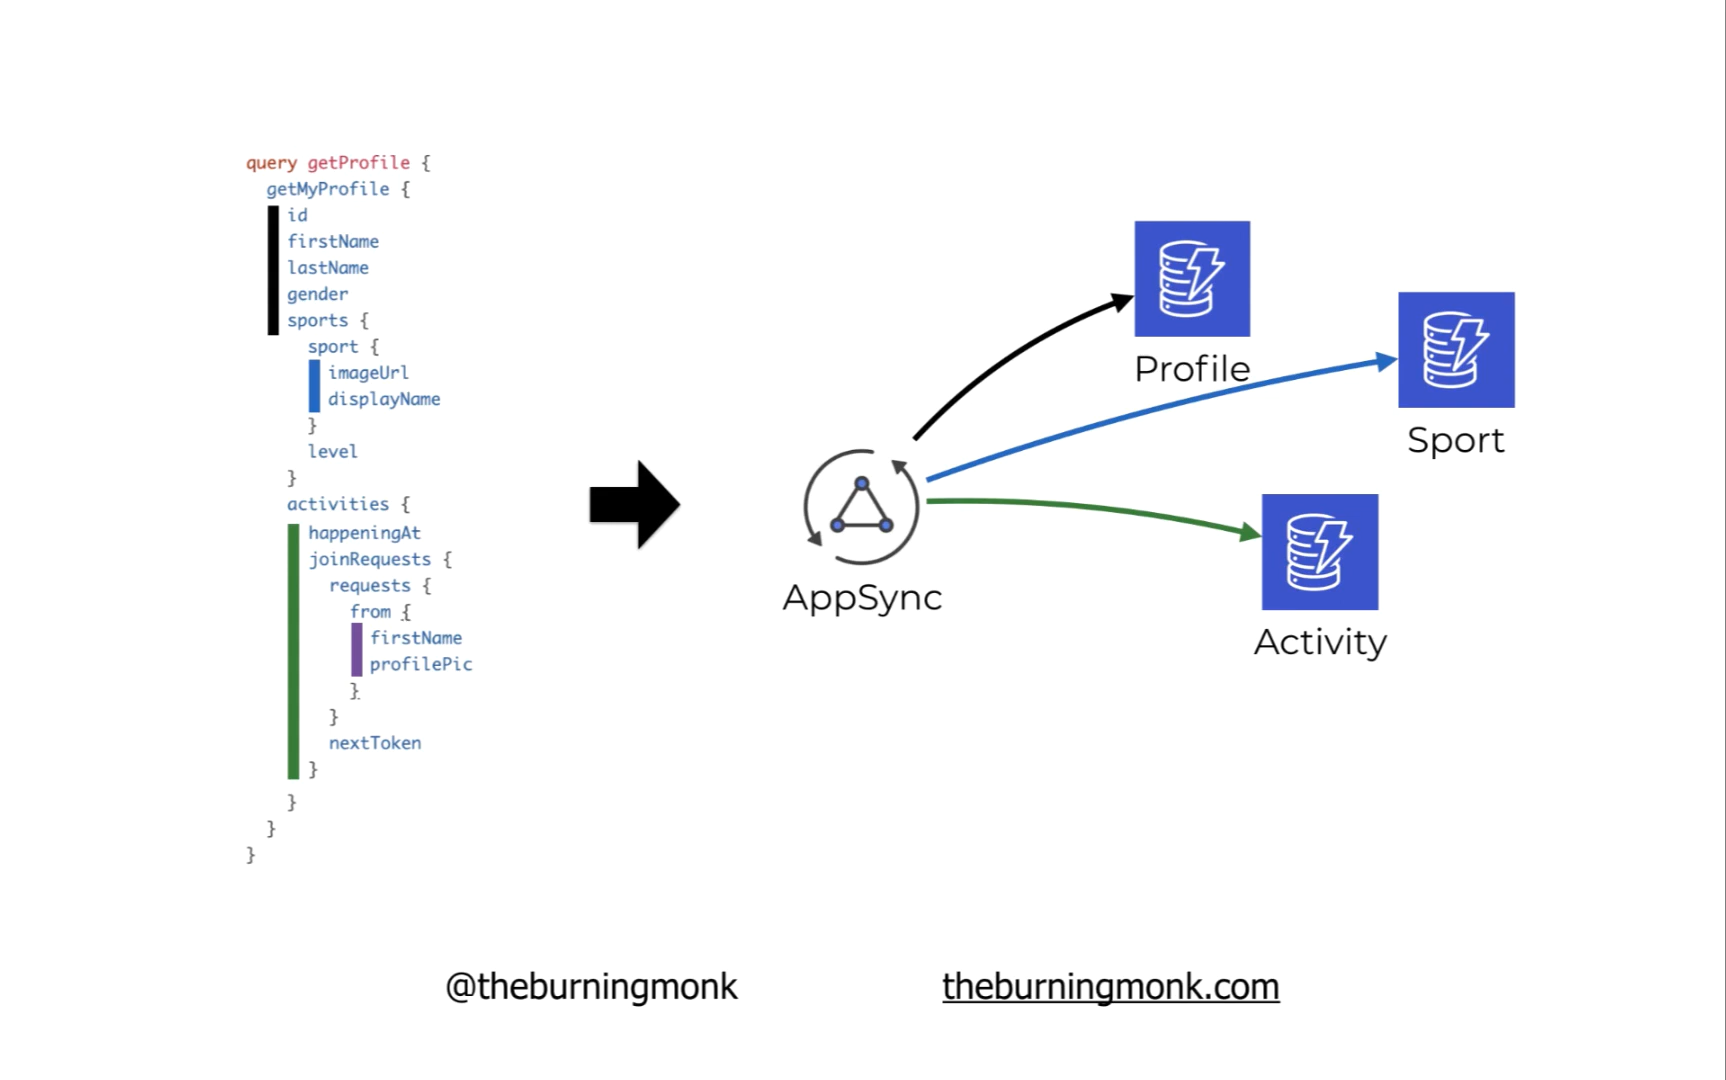 query getProfile {
getMyProfile {
id
firstName
lastName
gender
sports {
sport {
imageUrl
displayName
}
level
}
activities {
happeningAt
joinRequests {
requests {
from {
firstName
profilePic
}
}
nextToken
}
}
}
}
AppSync
Profile
Sport
Activity
@theburningmonk
theburningmonk.com